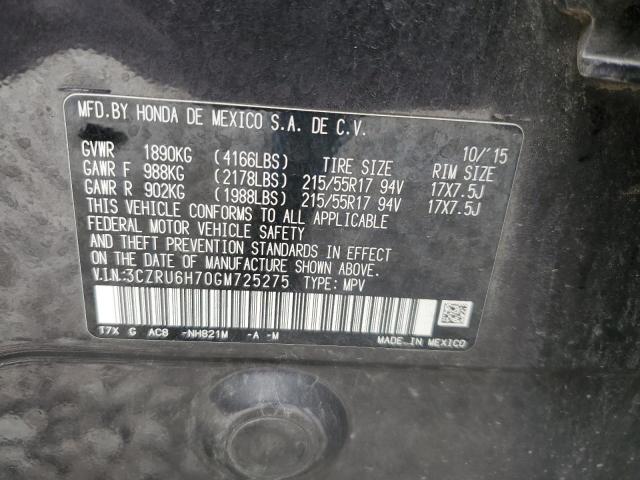 MFD.BY HONDA DE MEXICO S.A. DE C.V.
10/'15
GVWR 1890KG (4166LBS) TIRE SIZE RIM SIZE
GAWR F 988KG (2178LBS) 215/55R17 94V 17X7.5J
GAWR R 902KG (1988LBS) 215/55R17 94V 17X7.5J
THIS VEHICLE CONFORMS TO ALL APPLICABLE
FEDERAL MOTOR VEHICLE SAFETY
AND THEFT PREVENTION STANDARDS IN EFFECT
ON THE DATE OF MANUFACTURE SHOWN ABOVE.
V.I.N:3CZRU6H70GM725275 TYPE: MPV
T7X G AC8 -NH821M -A -M
MADE IN MEXICO